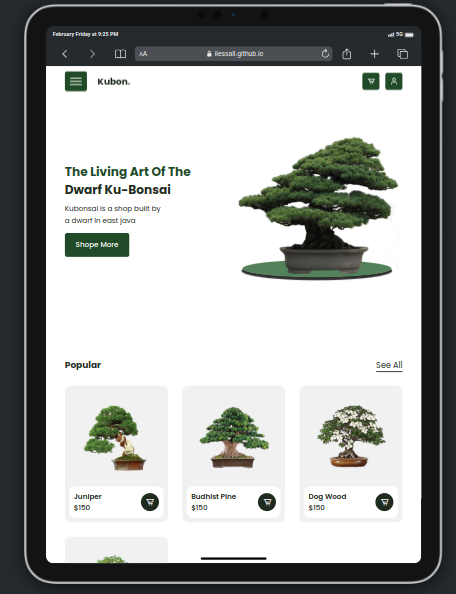 February Friday at 9:25 PM
5G
AA
liessall.github.io
Kubon.
The Living Art Of The
Dwarf Ku-Bonsai
Kubonsai is a shop built by
a dwarf in east java
Shope More
Popular
See All
Juniper
$150
Budhist Pine
$150
Dog Wood
$150